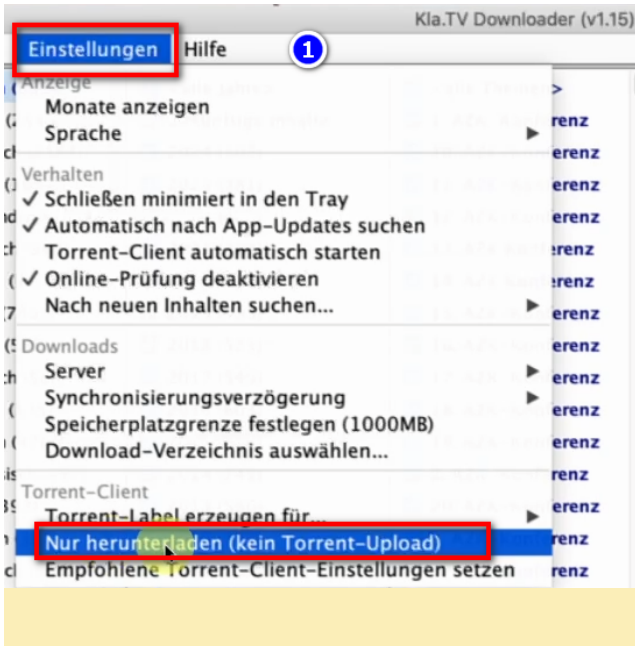 Kla.TV Downloader (v1.15)
Einstellungen Hilfe 1
Anzeige
Monate anzeigen
Sprache
Verhalten
✓ Schließen minimiert in den Tray
✓ Automatisch nach App-Updates suchen
Torrent-Client automatisch starten
✓ Online-Prüfung deaktivieren
Nach neuen Inhalten suchen...
Downloads
Server
Synchronisierungsverzögerung
Speicherplatzgrenze festlegen (1000MB)
Download-Verzeichnis auswählen...
Torrent-Client
Torrent-Label erzeugen für...
Nur herunterladen (kein Torrent-Upload)
Empfohlene Torrent-Client-Einstellungen setzen